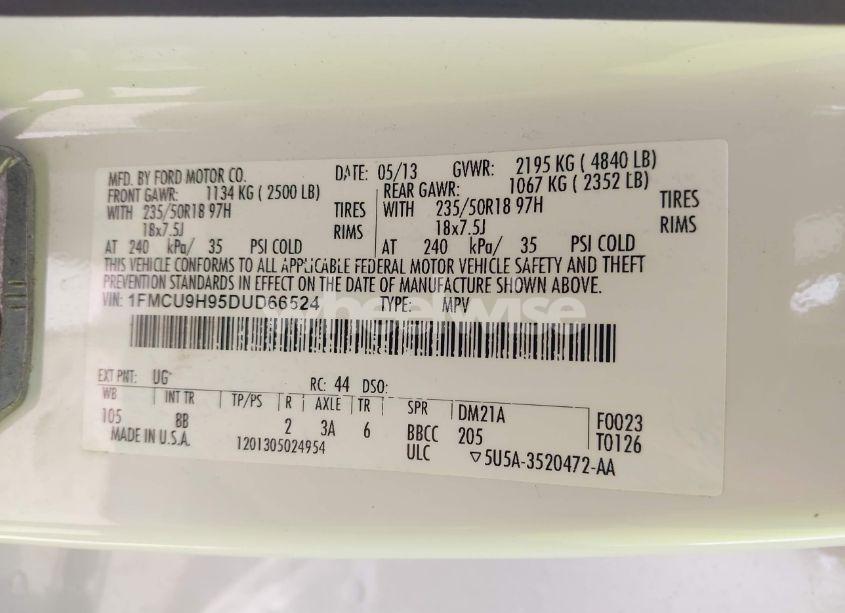 MFD. BY FORD MOTOR CO. DATE: 05/13 GVWR: 2195 KG ( 4840 LB)
FRONT GAWR: 1134 KG ( 2500 LB) REAR GAWR: 1067 KG ( 2352 LB)
WITH 235/50R18 97H TIRES WITH 235/50R18 97H TIRES
18x7.5J RIMS 18x7.5J RIMS
AT 240 kPa/ 35 PSI COLD AT 240 kPa/ 35 PSI COLD
THIS VEHICLE CONFORMS TO ALL APPLICABLE FEDERAL MOTOR VEHICLE SAFETY AND THEFT
PREVENTION STANDARDS IN EFFECT ON THE DATE OF MANUFACTURE SHOWN ABOVE.
VIN: 1FMCU9H95DUD66524 TYPE: MPV
wheelwise
EXT PNT: UG RC: 44 DSO:
WB INT TR TP/PS R AXLE TR SPR DM21A F0023
105 8B 2 3A 6 BBCC 205 T0126
MADE IN U.S.A. 1201305024954 ULC ▽5U5A-3520472-AA